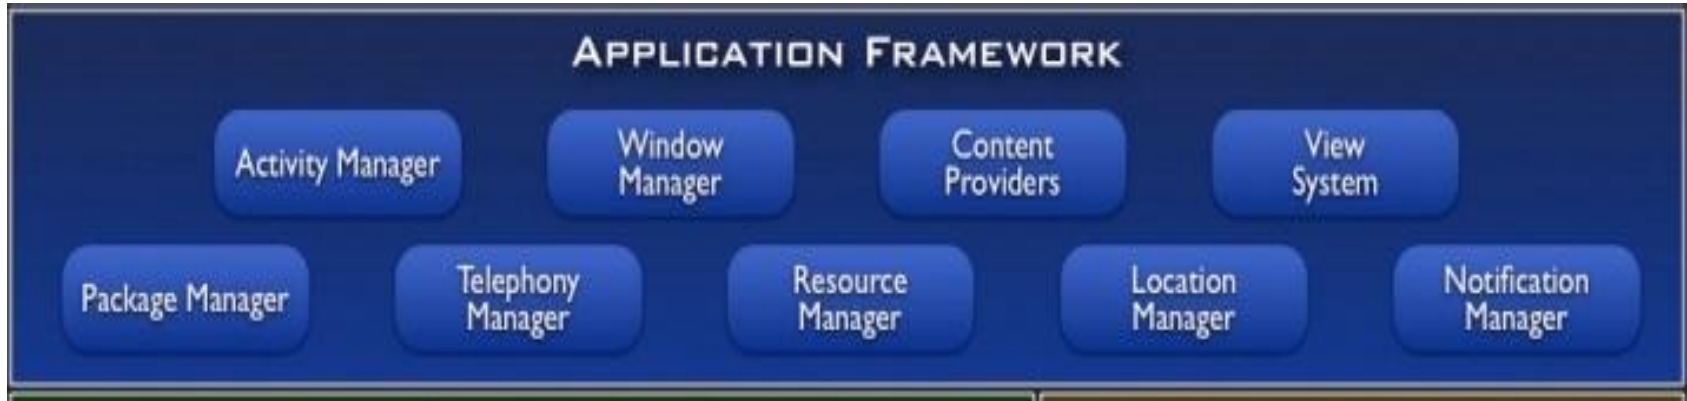 APPLICATION FRAMEWORK
Activity Manager
Window
Manager
Content
Providers
View
System
Package Manager
Telephony
Manager
Resource
Manager
Location
Manager
Notification
Manager